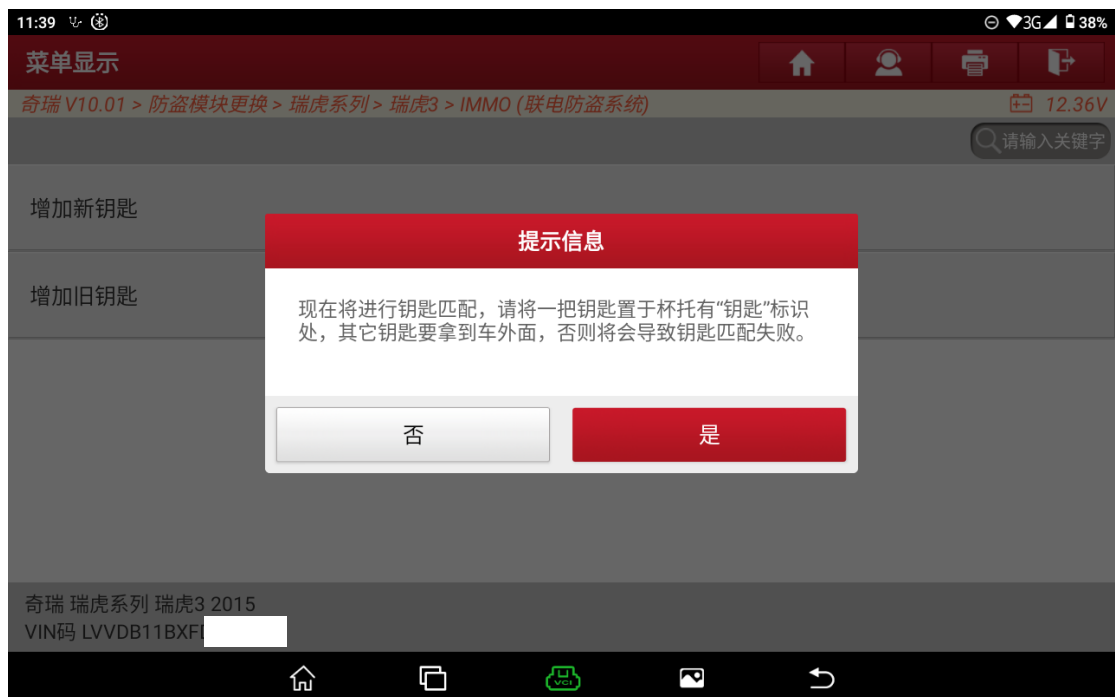 11:39
3G 38%
菜单显示
奇瑞 V10.01 > 防盗模块更换 > 瑞虎系列 > 瑞虎3 > IMMO (联电防盗系统)
12.36V
请输入关键字
增加新钥匙
提示信息
增加旧钥匙
现在将进行钥匙匹配，请将一把钥匙置于杯托有“钥匙”标识
处，其它钥匙要拿到车外面，否则将会导致钥匙匹配失败。
否
是
奇瑞 瑞虎系列 瑞虎3 2015
VIN码 LVVDB11BXF
VCI